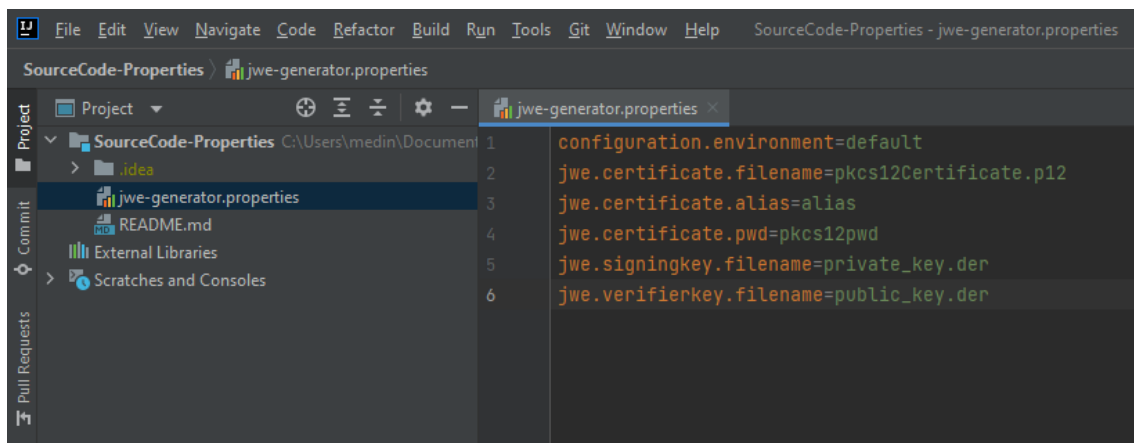 IJ File Edit View Navigate Code Refactor Build Run Tools Git Window Help SourceCode-Properties - jwe-generator.properties
SourceCode-Properties jwe-generator.properties
Project
jwe-generator.properties
SourceCode-Properties C:\Users\medin\Document
.idea
jwe-generator.properties
MD README.md
External Libraries
Scratches and Consoles
1 configuration.environment=default
2 jwe.certificate.filename=pkcs12Certificate.p12
3 jwe.certificate.alias=alias
4 jwe.certificate.pwd=pkcs12pwd
5 jwe.signingkey.filename=private_key.der
6 jwe.verifierkey.filename=public_key.der
Project
Commit
Pull Requests